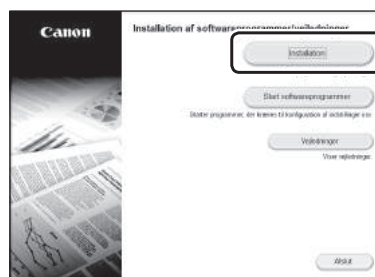 Canon
Installation af softwareprogrammer/vejledninger
Installation
Start softwareprogrammer
Starter programmer, der kræves til konfiguration af indstillinger osv.
Vejledninger
Viser vejledninger.
Afslut